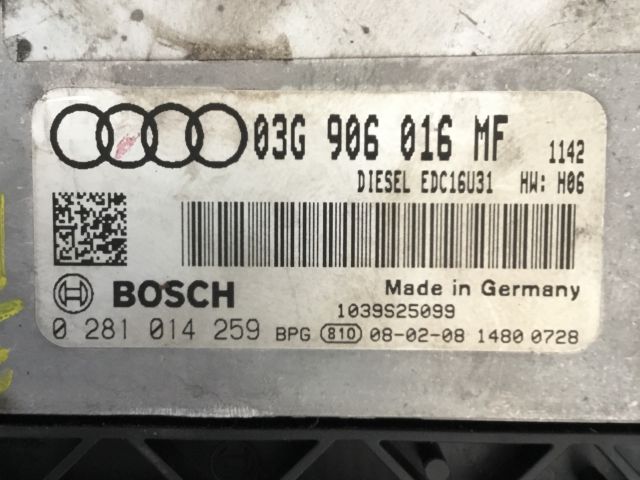 03G 906 016 MF 1142
DIESEL EDC16U31 HW: H06
BOSCH Made in Germany
1039S25099
0 281 014 259 BPG 810 08-02-08 1480 0728